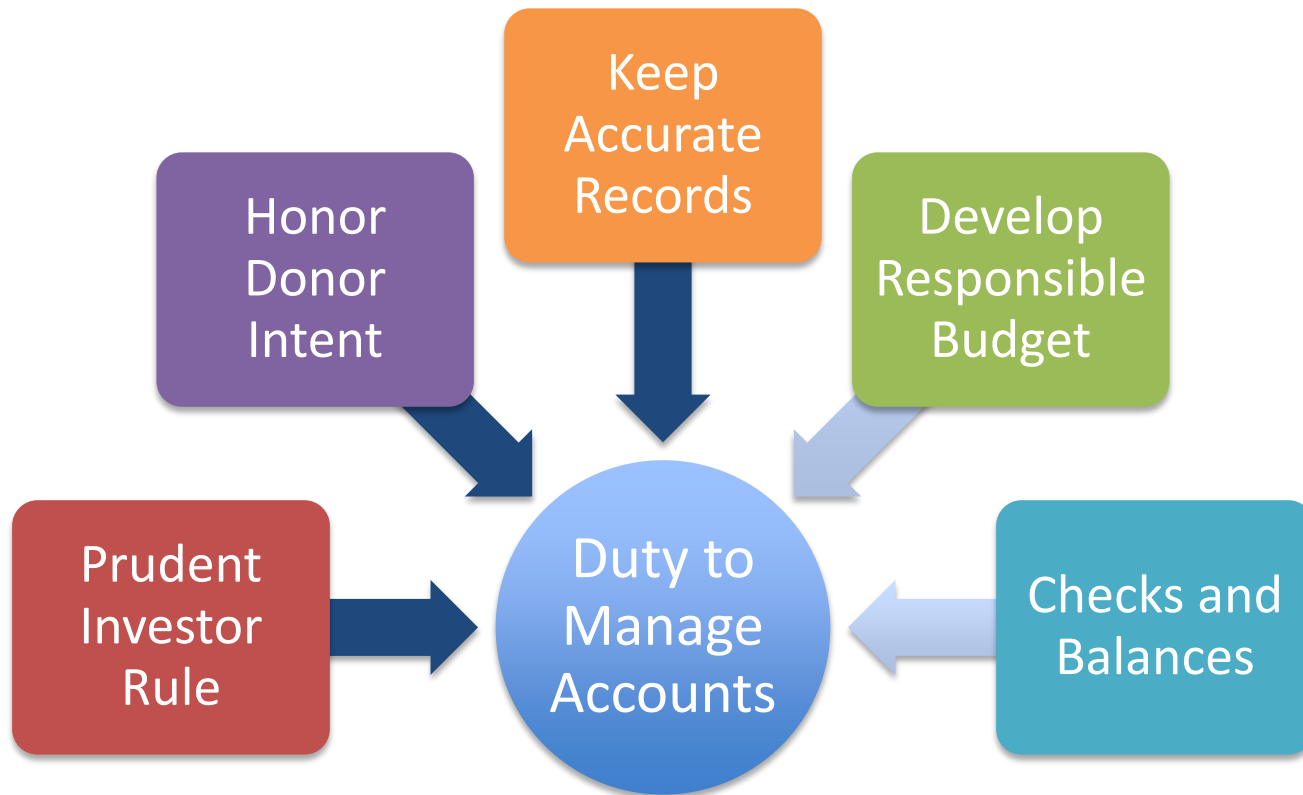 Keep
Accurate
Records
Honor
Donor
Intent
Develop
Responsible
Budget
Prudent
Investor
Rule
Duty to
Manage
Accounts
Checks and
Balances